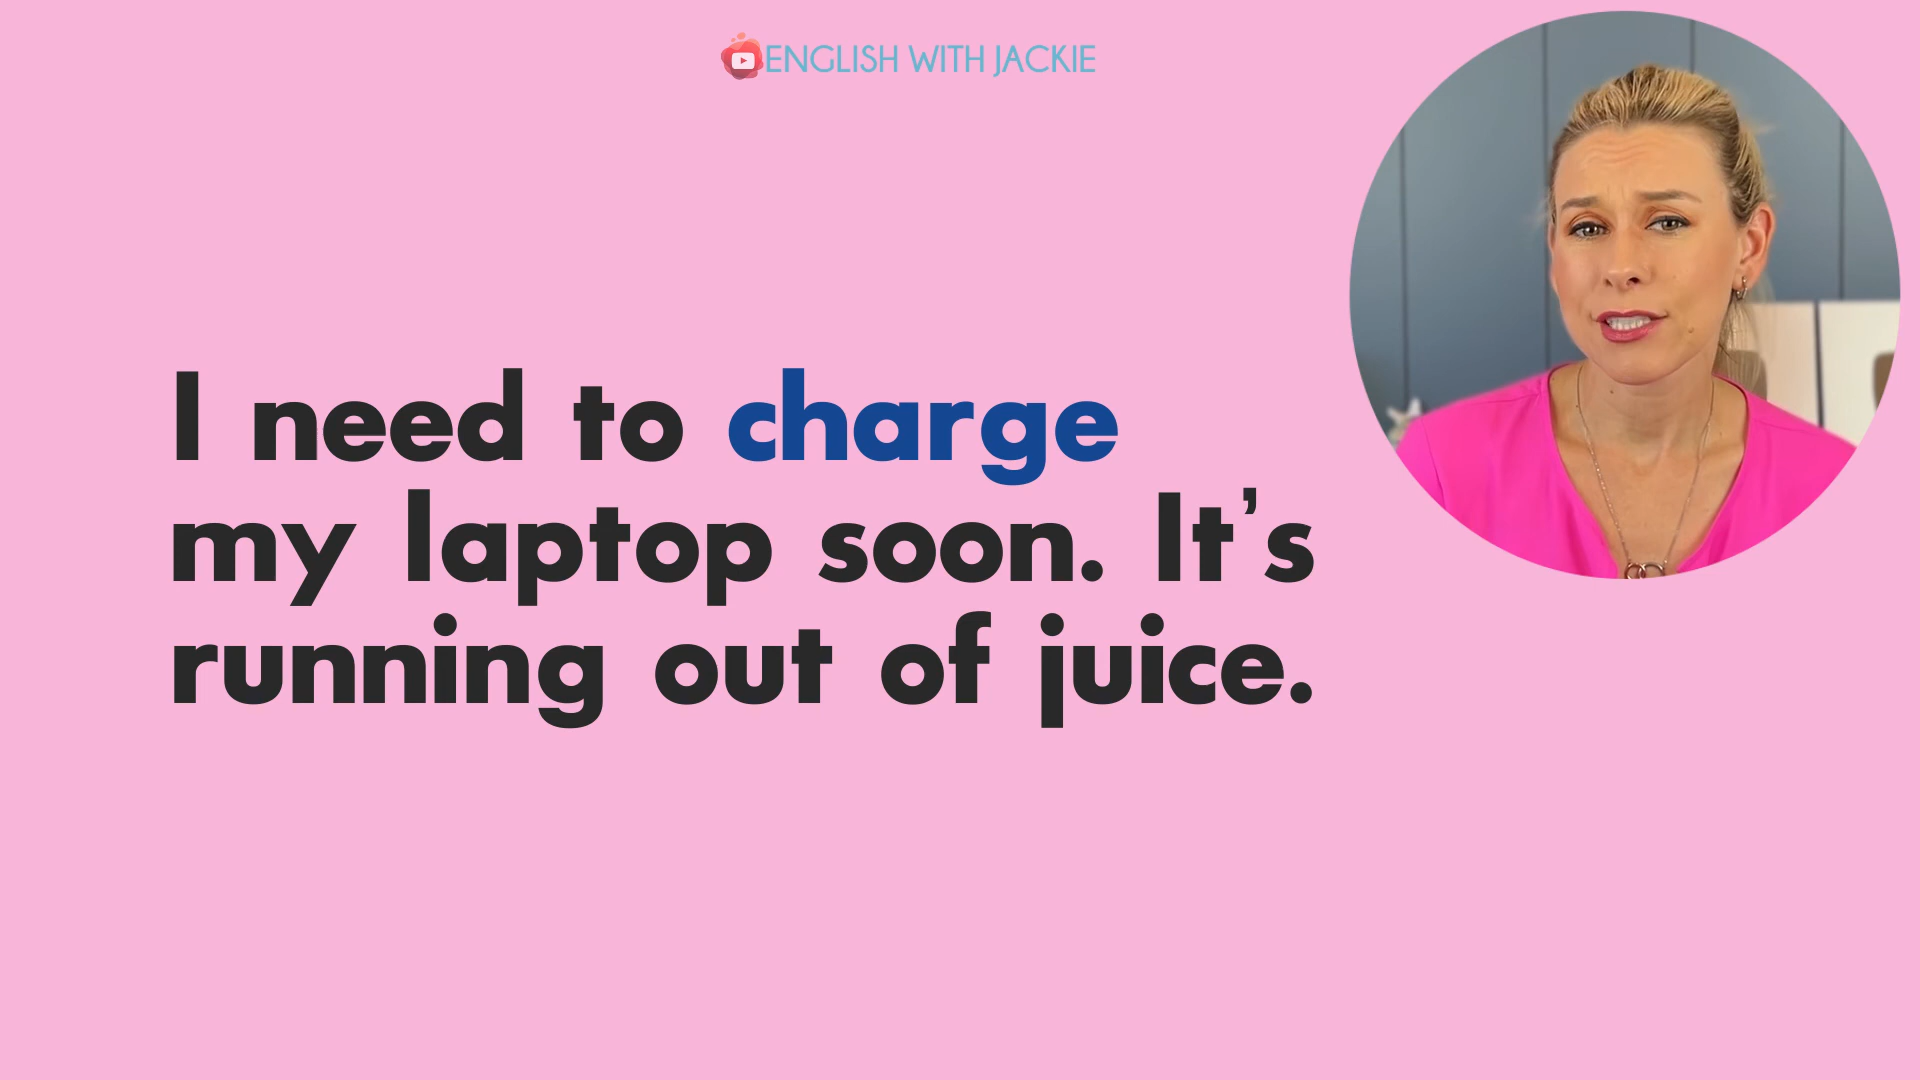 ENGLISH WITH JACKIE
I need to charge
my laptop soon. It’s
running out of juice.